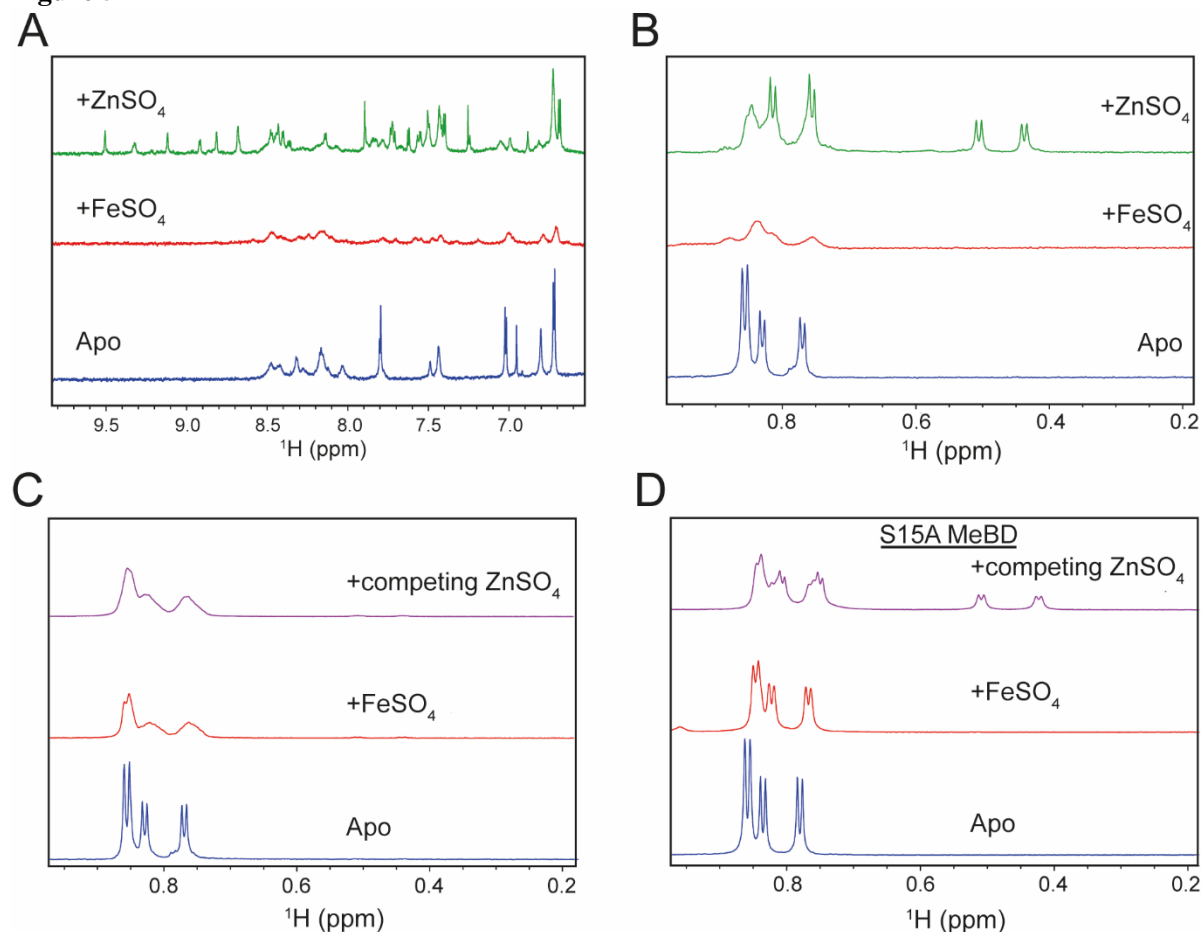 A
+ZnSO4
+FeSO4
Apo
9.5 9.0 8.5 8.0 7.5 7.0
1H (ppm)
B
+ZnSO4
+FeSO4
Apo
0.8 0.6 0.4 0.2
1H (ppm)
C
+competing ZnSO4
+FeSO4
Apo
0.8 0.6 0.4 0.2
1H (ppm)
D
S15A MeBD
+competing ZnSO4
+FeSO4
Apo
0.8 0.6 0.4 0.2
1H (ppm)